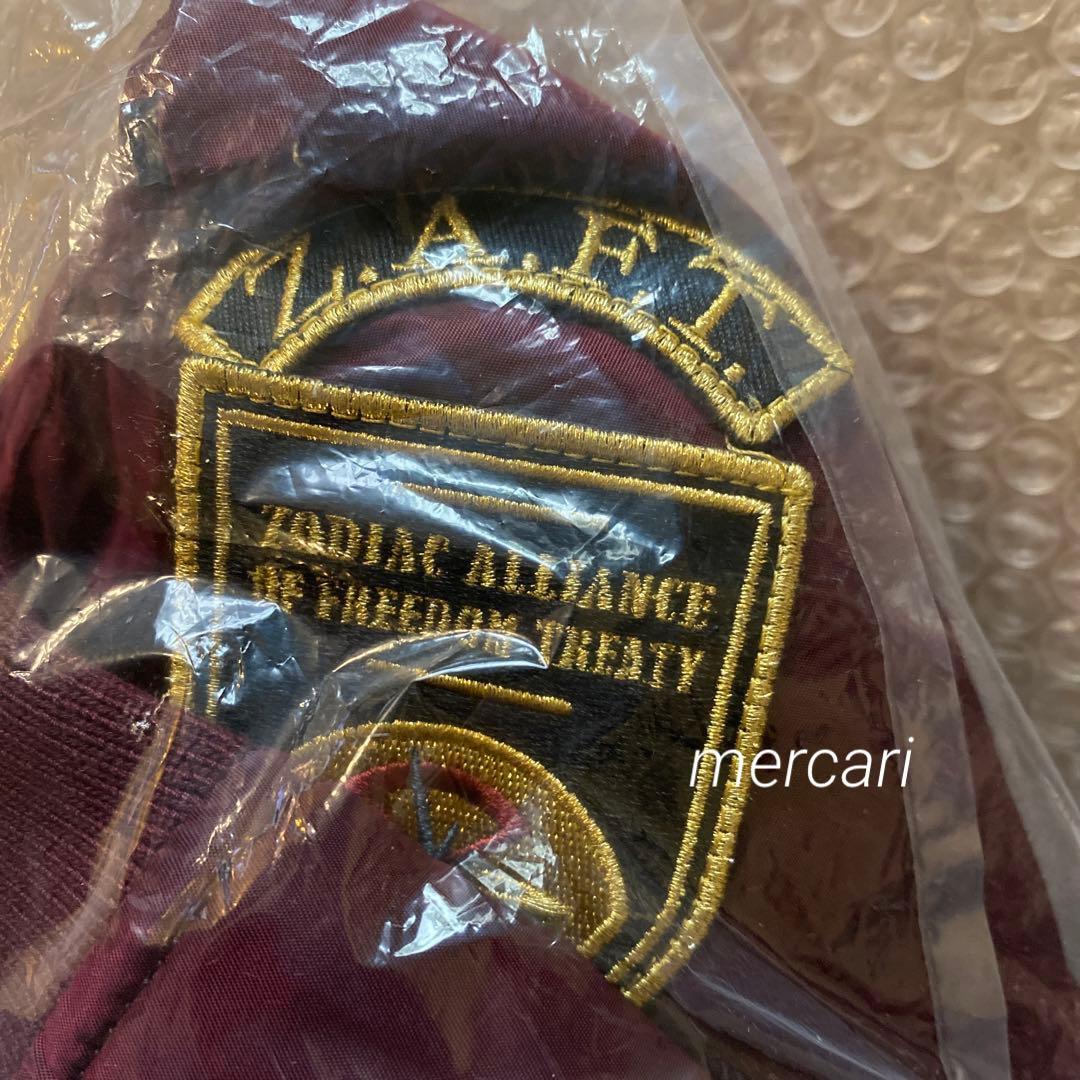 Z.A.F.T.
ZODIAC ALLIANCE
OF FREEDOM TREATY
mercari